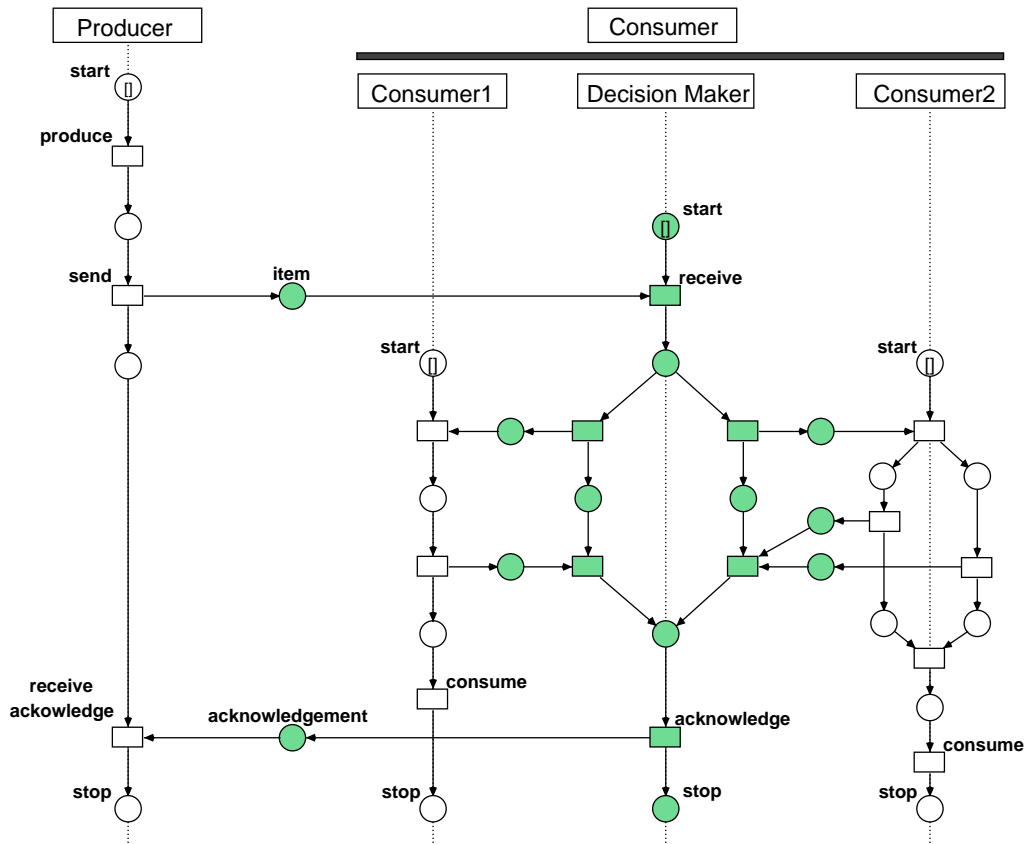 Producer
Consumer
start
[]
Consumer1
Decision Maker
Consumer2
produce
start
[]
send
item
receive
start
[]
start
[]
consume
receive
ackowledge
acknowledgement
acknowledge
consume
stop
stop
stop
stop